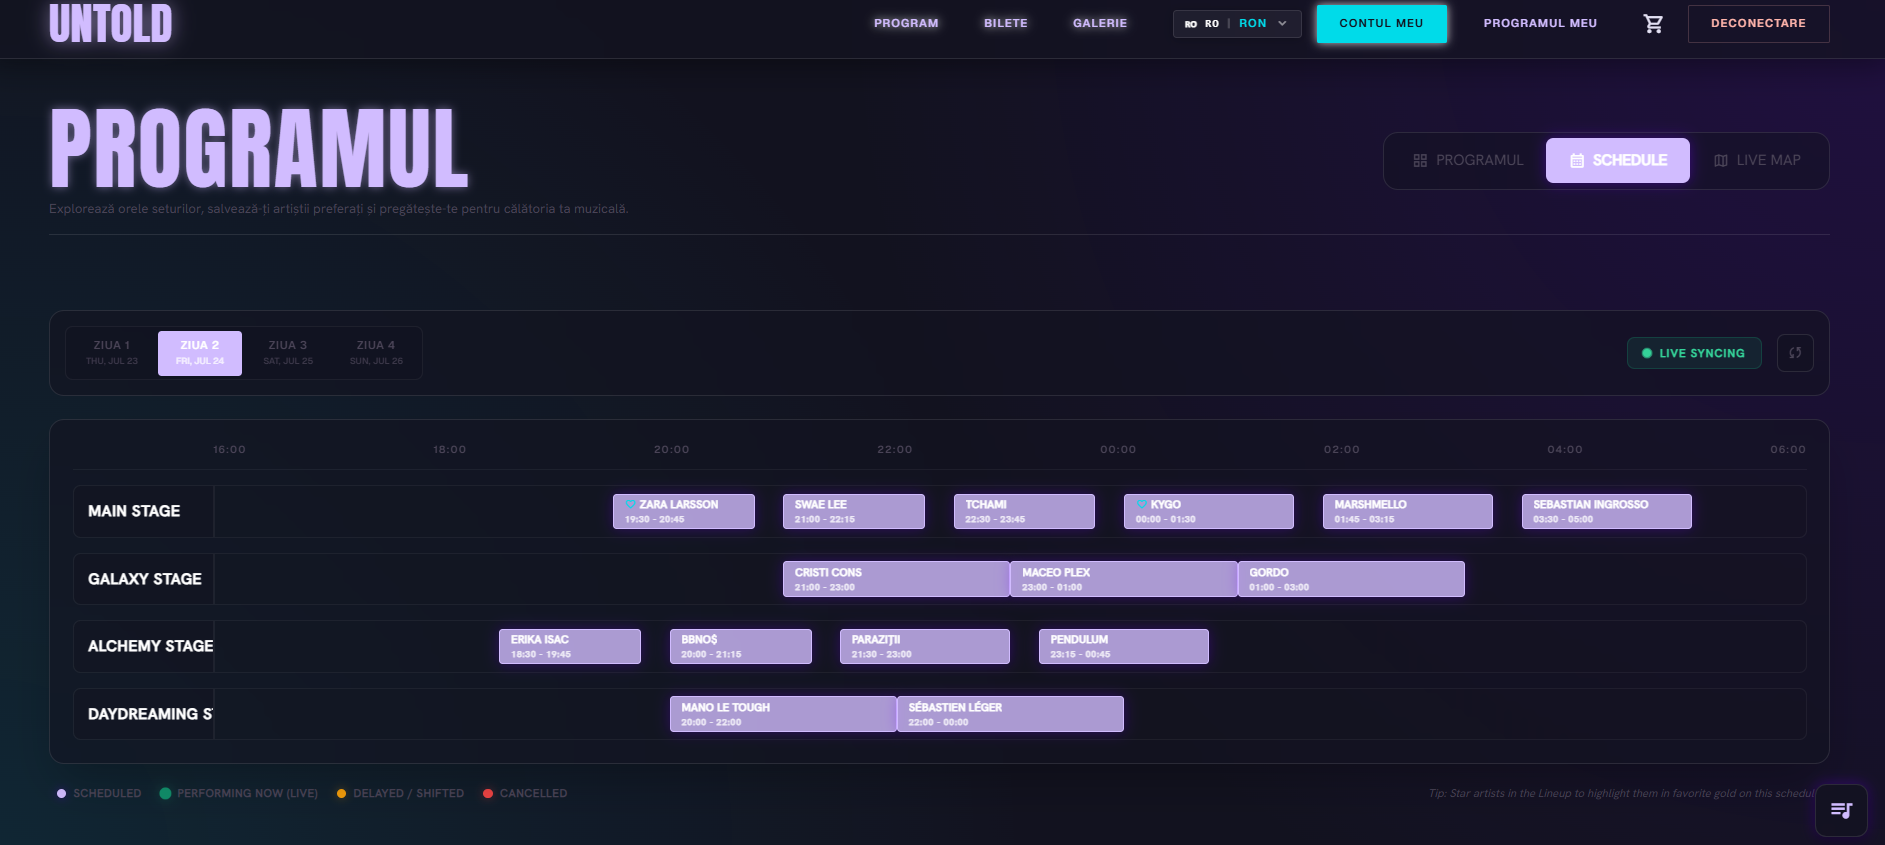 UNTOLD
PROGRAM
BILETE
GALERIE
RO RO | RON
CONTUL MEU
PROGRAMUL MEU
DECONECTARE
PROGRAMUL
Explorează orele seturilor, salvează-ți artiștii preferați și pregătește-te pentru călătoria ta muzicală.
PROGRAMUL
SCHEDULE
LIVE MAP
ZIUA 1
THU, JUL 23
ZIUA 2
FRI, JUL 24
ZIUA 3
SAT, JUL 25
ZIUA 4
SUN, JUL 26
LIVE SYNCING
16:00 18:00 20:00 22:00 00:00 02:00 04:00 06:00
MAIN STAGE
ZARA LARSSON
19:30 - 20:45
SWAE LEE
21:00 - 22:15
TCHAMI
22:30 - 23:45
KYGO
00:00 - 01:30
MARSHMELLO
01:45 - 03:15
SEBASTIAN INGROSSO
03:30 - 05:00
GALAXY STAGE
CRISTI CONS
21:00 - 23:00
MACEO PLEX
23:00 - 01:00
GORDO
01:00 - 03:00
ALCHEMY STAGE
ERIKA ISAC
18:30 - 19:45
BBNO$
20:00 - 21:15
PARAZIȚII
21:30 - 23:00
PENDULUM
23:15 - 00:45
DAYDREAMING
MANO LE TOUGH
20:00 - 22:00
SÉBASTIEN LÉGER
22:00 - 00:00
SCHEDULED
PERFORMING NOW (LIVE)
DELAYED / SHIFTED
CANCELLED
Tip: Star artists in the Lineup to highlight them in favorite gold on this